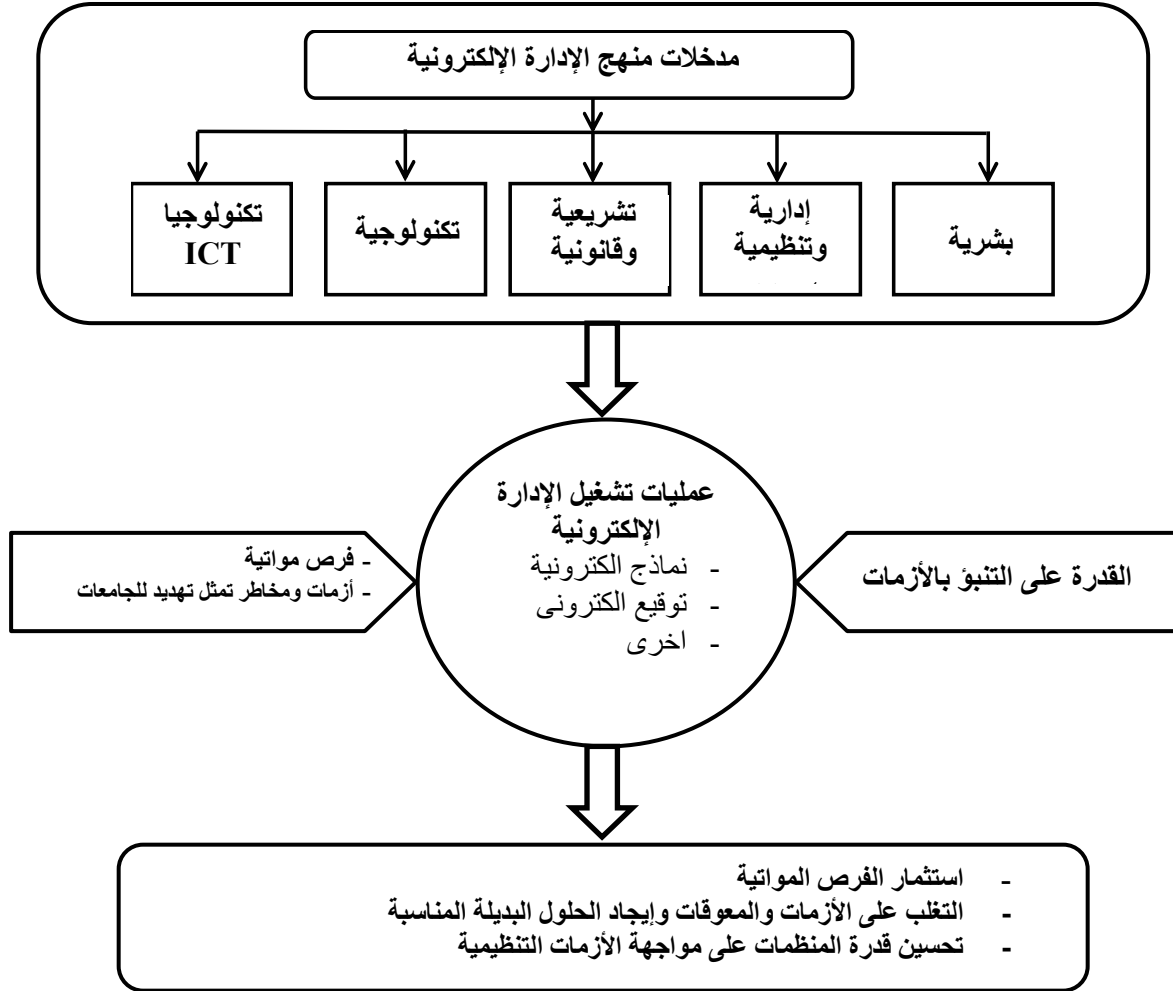 مدخلات منهج الإدارة الإلكترونية
بشرية
إدارية
وتنظيمية
تشريعية
وقانونية
تكنولوجية
تكنولوجيا
ICT
عمليات تشغيل الإدارة
الإلكترونية
- نماذج الكترونية
- توقيع الكترونى
- اخرى
القدرة على التنبؤ بالأزمات
- فرص مواتية
- أزمات ومخاطر تمثل تهديد للجامعات
- استثمار الفرص المواتية
- التغلب على الأزمات والمعوقات وإيجاد الحلول البديلة المناسبة
- تحسين قدرة المنظمات على مواجهة الأزمات التنظيمية